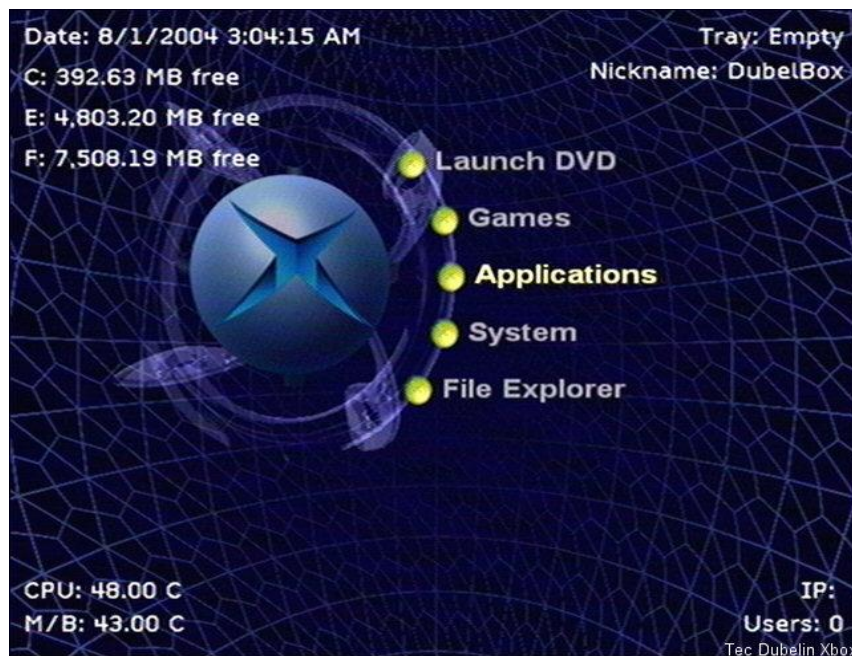 Date: 8/1/2004 3:04:15 AM
Tray: Empty
C: 392.63 MB free
Nickname: DubelBox
E: 4,803.20 MB free
F: 7,508.19 MB free
Launch DVD
Games
Applications
System
File Explorer
CPU: 48.00 C
IP:
M/B: 43.00 C
Users: 0
Tec Dubelin Xbox